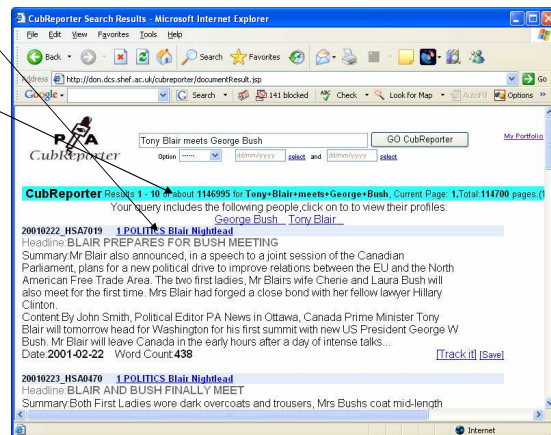 CubReporter Search Results - Microsoft Internet Explorer
File Edit View Favorites Tools Help
Back Search Favorites
Address http://don.dcs.shef.ac.uk/cubreporter/documentResult.jsp Go
Google Search 141 blocked Check Look for Map AutoFill Options
PA
CubReporter
Tony Blair meets George Bush GO CubReporter My Portfolio
Option ------ dd/mm/yyyy select and dd/mm/yyyy select
CubReporter Results 1 - 10 of about 1146995 for Tony+Blair+meets+George+Bush, Current Page: 1,Total:114700 pages.(1
Your query includes the following people,click on to to view their profiles:
George Bush Tony Blair
20010222_HSA7019 1 POLITICS Blair Nightlead
Headline:BLAIR PREPARES FOR BUSH MEETING
Summary:Mr Blair also announced, in a speech to a joint session of the Canadian
Parliament, plans for a new political drive to improve relations between the EU and the North
American Free Trade Area. The two first ladies, Mr Blairs wife Cherie and Laura Bush will
also meet for the first time. Mrs Blair had forged a close bond with her fellow lawyer Hillary
Clinton.
Content:By John Smith, Political Editor PA News in Ottawa, Canada Prime Minister Tony
Blair will tomorrow head for Washington for his first summit with new US President George W
Bush. Mr Blair will leave Canada in the early hours after a day of intense talks...
Date:2001-02-22 Word Count:438 [Track it] [Save]
20010223_HSA0470 1 POLITICS Blair Nightlead
Headline:BLAIR AND BUSH FINALLY MEET
Summary:Both First Ladies wore dark overcoats and trousers, Mrs Bushs coat mid-length
Internet